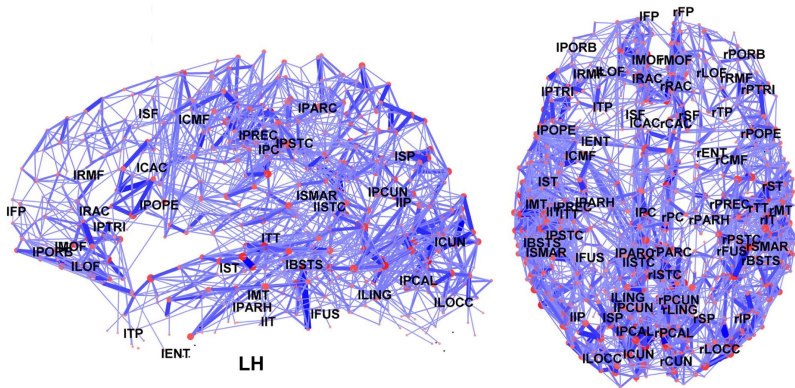 lSF
lCMF
lPARC
lPREC
lPSTC
lPC
lSP
lCAC
lRMF
lPCUN
lSMAR
lIP
lISTC
lFP
lRAC
lPOPE
lPTRI
lMOF
lPORB
lTT
lCUN
lLOF
lST
lBSTS
lPCAL
lMT
lLING
lLOCC
lPARH
lFUS
lIT
lTP
lENT
LH
lFP rFP
lPORB rPORB
lMOF rMOF
lLOF rLOF
lRMF rRMF
lRAC rRAC
lPTRI rPTRI
lTP rTP
lSF rSF
lCAC rCAC
lPOPE rPOPE
lENT rENT
lCMF rCMF
lST rST
lMT lPREC lPARH rPREC rTT rMT
lIT lTT lPC rPC rPARH rIT
lPSTC rPSTC
lBSTS rSMAR
lSMAR lFUS lPARC rPARC rFUS rBSTS
lISTC
rISTC
lLING rPCUN
lPCUN rLING
lIP lSP rSP rIP
lPCAL rPCAL
lLOCC lCUN rCUN rLOCC